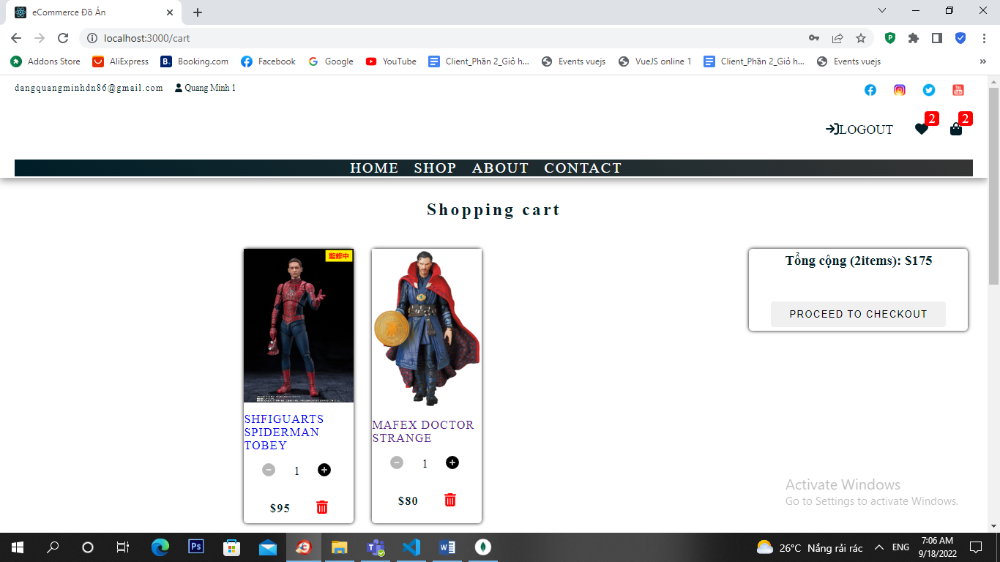 eCommerce Đồ Án
localhost:3000/cart
Addons Store AliExpress Booking.com Facebook Google YouTube Client_Phần 2_Giỏ h... Events vuejs VueJS online 1 Client_Phần 2_Giỏ h... Events vuejs »
dangquangminhdn86@gmail.com Quang Minh 1
LOGOUT 2 2
HOME SHOP ABOUT CONTACT
Shopping cart
監修中
SHFIGUARTS
SPIDERMAN
TOBEY
1
$95
MAFEX DOCTOR
STRANGE
1
$80
Tổng cộng (2items): $175
PROCEED TO CHECKOUT
Activate Windows
Go to Settings to activate Windows.
26°C Nắng rải rác ENG 7:06 AM
9/18/2022